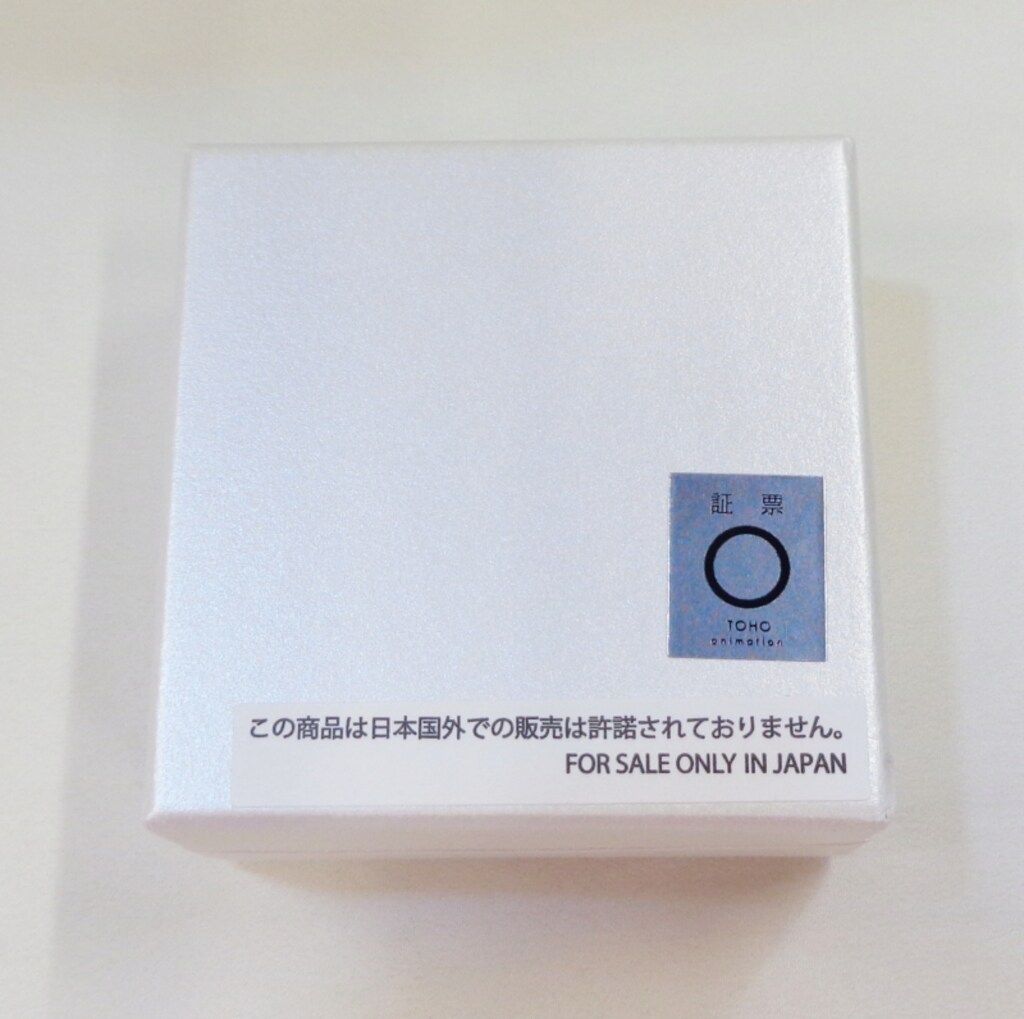 証 票
TOHO
animation
この商品は日本国外での販売は許諾されておりません。
FOR SALE ONLY IN JAPAN